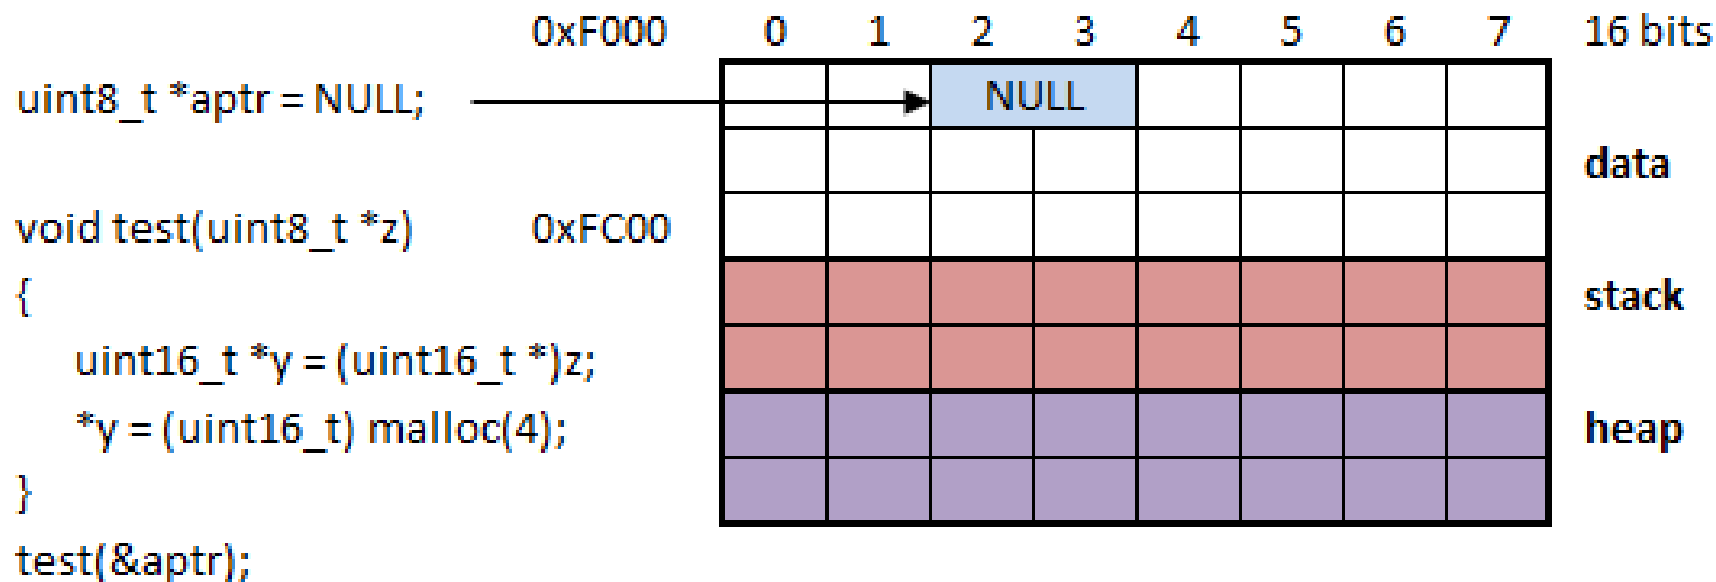 0xF000 0 1 2 3 4 5 6 7 16 bits
uint8_t *aptr = NULL; NULL
data
void test(uint8_t *z) 0xFC00
{ stack
uint16_t *y = (uint16_t *)z;
*y = (uint16_t) malloc(4); heap
}
test(&aptr);